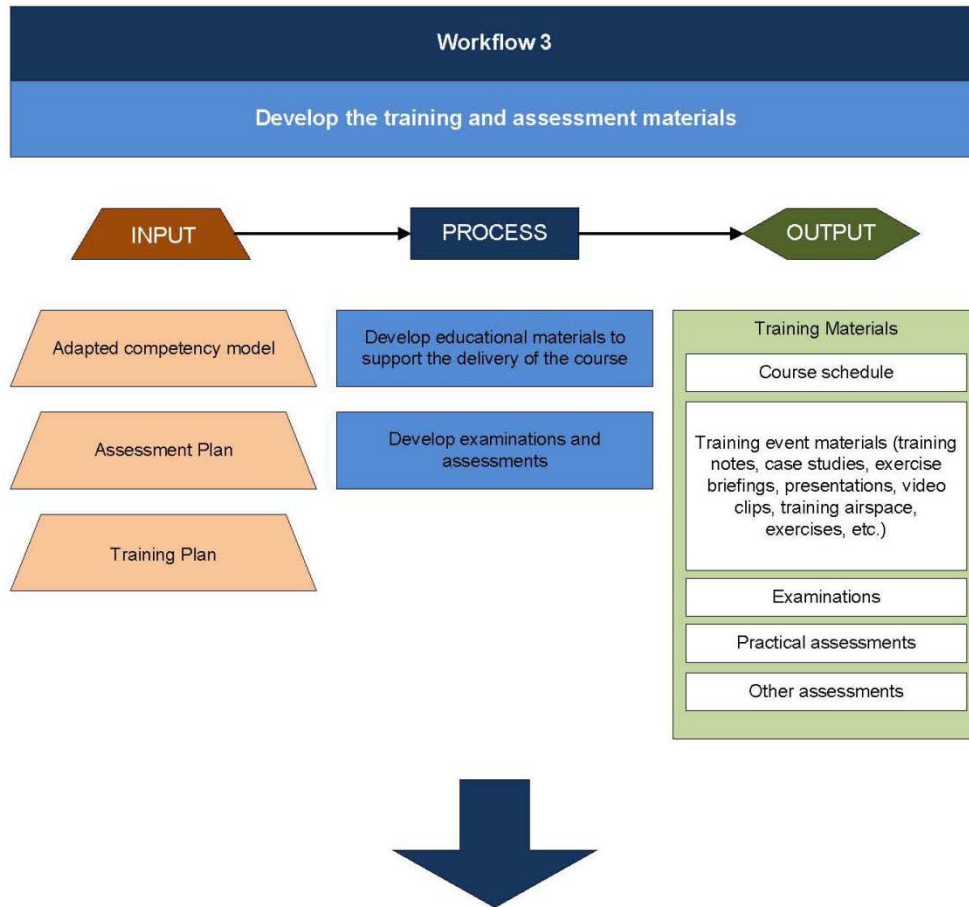 Workflow 3
Develop the training and assessment materials
INPUT
PROCESS
OUTPUT
Adapted competency model
Assessment Plan
Training Plan
Develop educational materials to
support the delivery of the course
Develop examinations and
assessments
Training Materials
Course schedule
Training event materials (training
notes, case studies, exercise
briefings, presentations, video
clips, training airspace,
exercises, etc.)
Examinations
Practical assessments
Other assessments